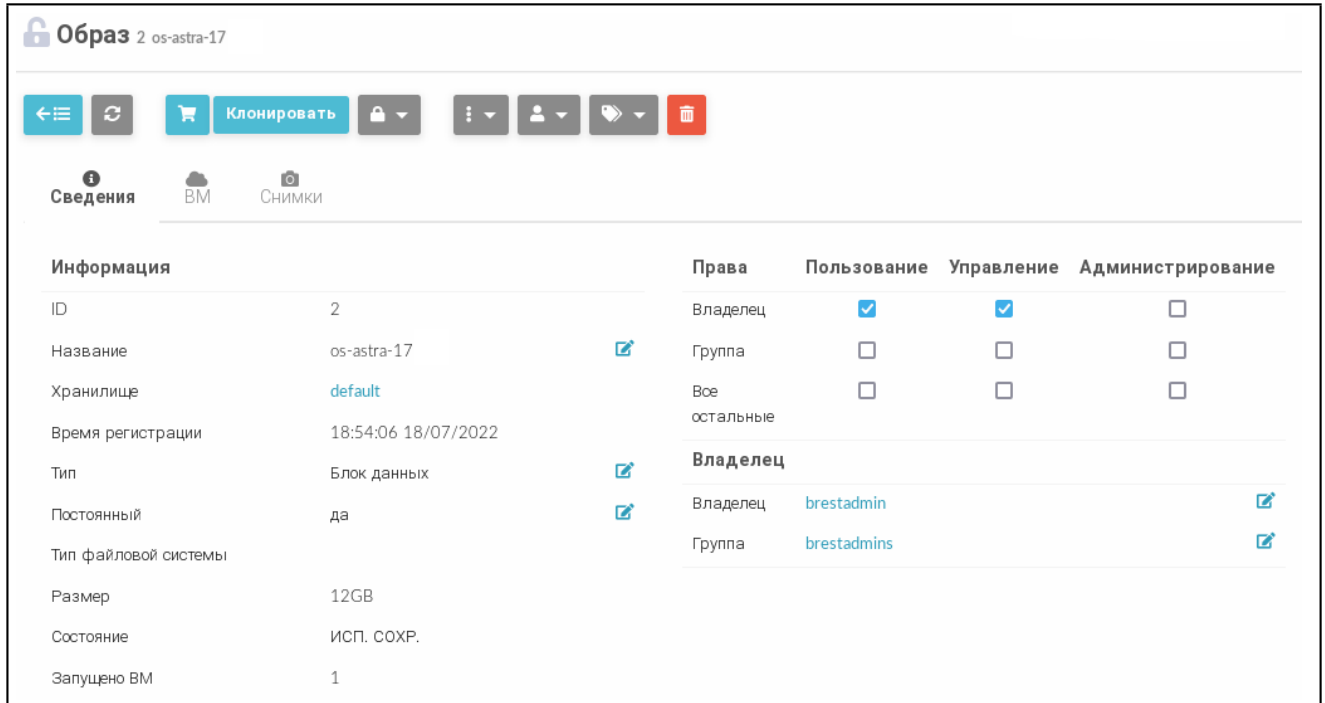 Образ 2 os-astra-17
Клонировать
Сведения ВМ Снимки
Информация
ID 2
Название os-astra-17
Хранилище default
Время регистрации 18:54:06 18/07/2022
Тип Блок данных
Постоянный да
Тип файловой системы
Размер 12GB
Состояние ИСП. СОХР.
Запущено ВМ 1
Права Пользование Управление Администрирование
Владелец
Группа
Все
остальные
Владелец
Владелец brestadmin
Группа brestadmins